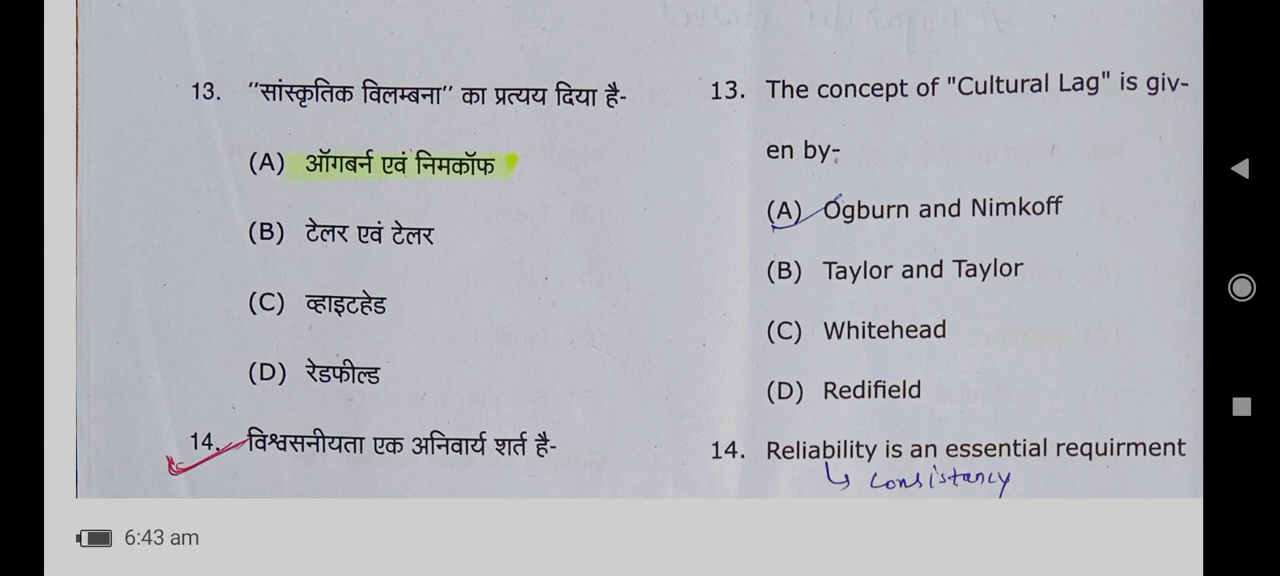 13. "सांस्कृतिक विलम्बना" का प्रत्यय दिया है-
(A) ऑगबर्न एवं निमकॉफ
(B) टेलर एवं टेलर
(C) व्हाइटहेड
(D) रेडफील्ड
14. विश्वसनीयता एक अनिवार्य शर्त है-
13. The concept of "Cultural Lag" is giv-
en by-
(A) Ogburn and Nimkoff
(B) Taylor and Taylor
(C) Whitehead
(D) Redifield
14. Reliability is an essential requirment
↳ consistancy
6:43 am